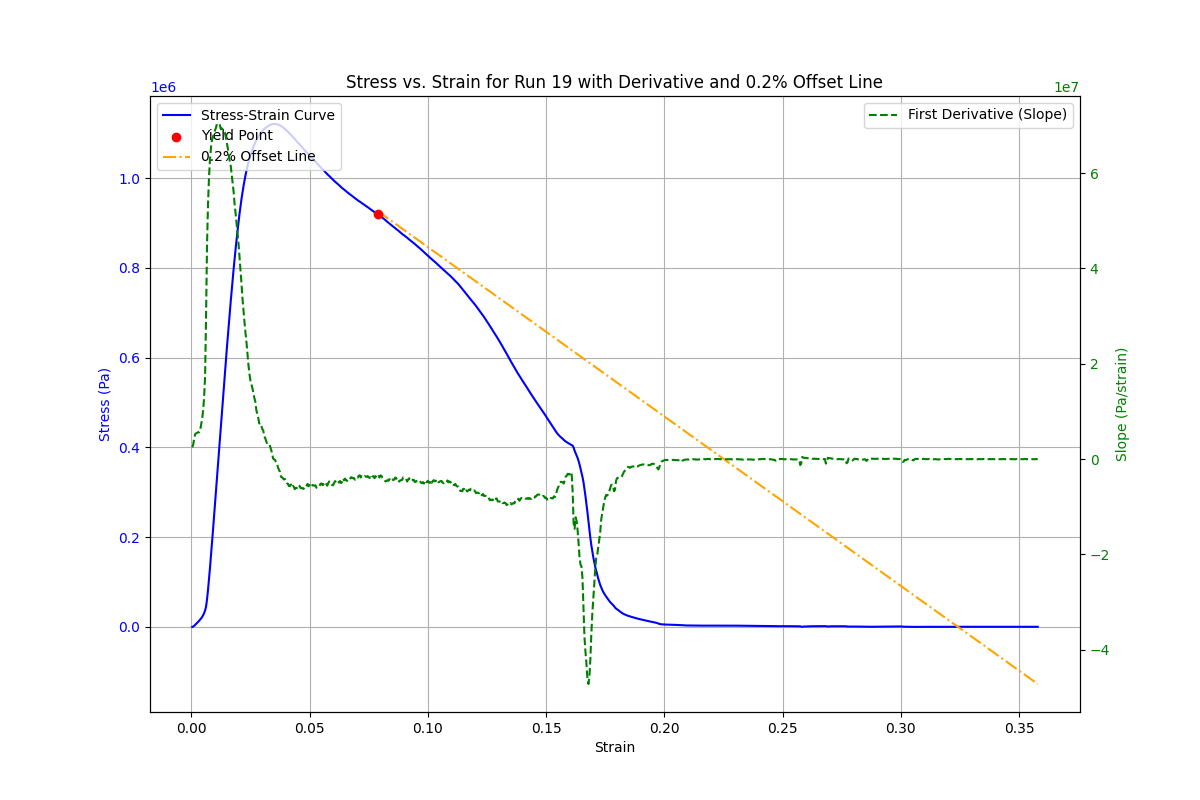 Stress vs. Strain for Run 19 with Derivative and 0.2% Offset Line
1e6
1e7
Stress-Strain Curve
Yield Point
0.2% Offset Line
First Derivative (Slope)
1.0
0.8
0.6
0.4
0.2
0.0
Stress (Pa)
6
4
2
0
−2
−4
Slope (Pa/strain)
0.00
0.05
0.10
0.15
0.20
0.25
0.30
0.35
Strain